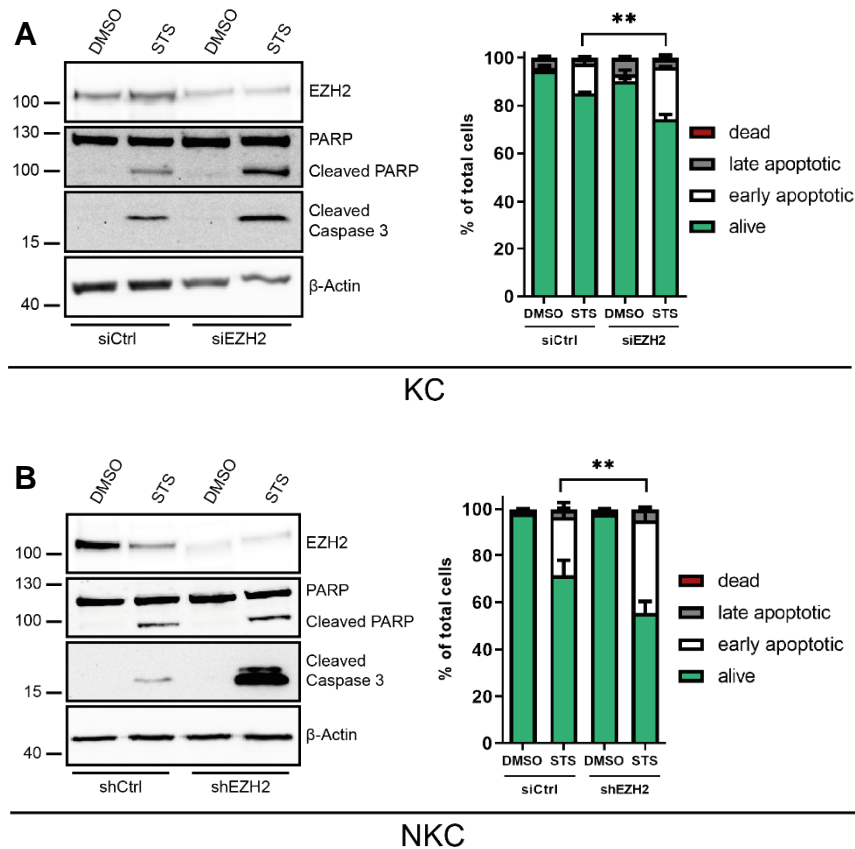 A
DMSO
STS
DMSO
STS
100
EZH2
130
PARP
100
Cleaved PARP
Cleaved
Caspase 3
15
β-Actin
40
siCtrl
siEZH2
**
100
80
60
40
20
0
% of total cells
DMSO STS DMSO STS
siCtrl siEZH2
dead
late apoptotic
early apoptotic
alive
KC
B
DMSO
STS
DMSO
STS
100
EZH2
130
PARP
100
Cleaved PARP
Cleaved
Caspase 3
15
β-Actin
40
shCtrl
shEZH2
**
100
80
60
40
20
0
% of total cells
DMSO STS DMSO STS
siCtrl shEZH2
dead
late apoptotic
early apoptotic
alive
NKC